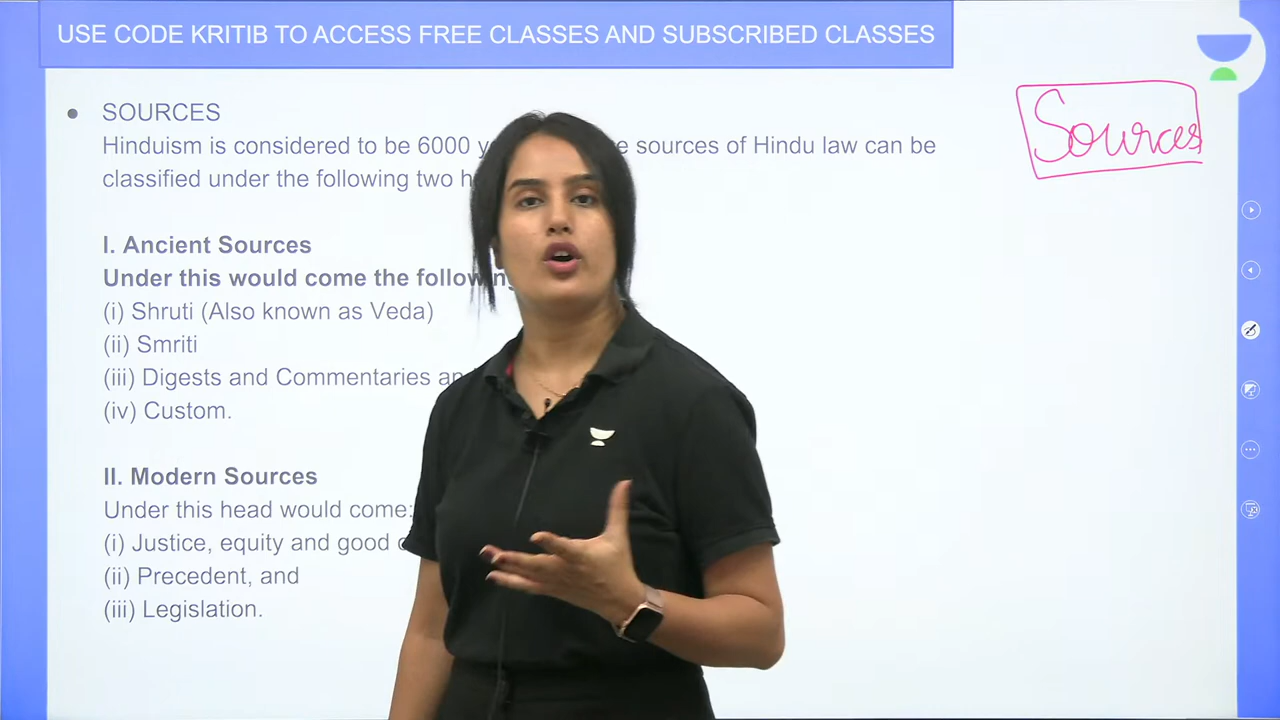 USE CODE KRITIB TO ACCESS FREE CLASSES AND SUBSCRIBED CLASSES
SOURCES
Sources
Hinduism is considered to be 6000 sources of Hindu law can be
classified under the following two
I. Ancient Sources
Under this would come the following
(i) Shruti (Also known as Veda)
(ii) Smriti
(iii) Digests and Commentaries
(iv) Custom.
II. Modern Sources
Under this head would come:
(i) Justice, equity and good
(ii) Precedent, and
(iii) Legislation.